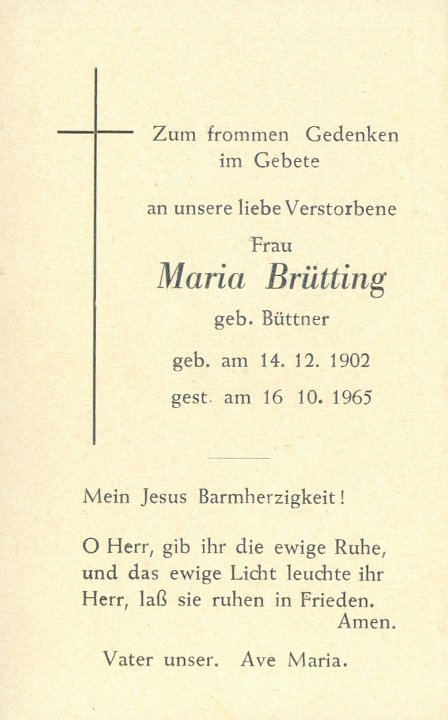 Zum frommen Gedenken
im Gebete
an unsere liebe Verstorbene
Frau
Maria Brütting
geb. Büttner
geb. am 14. 12. 1902
gest. am 16 10. 1965
Mein Jesus Barmherzigkeit!
O Herr, gib ihr die ewige Ruhe,
und das ewige Licht leuchte ihr
Herr, laß sie ruhen in Frieden.
Amen.
Vater unser. Ave Maria.